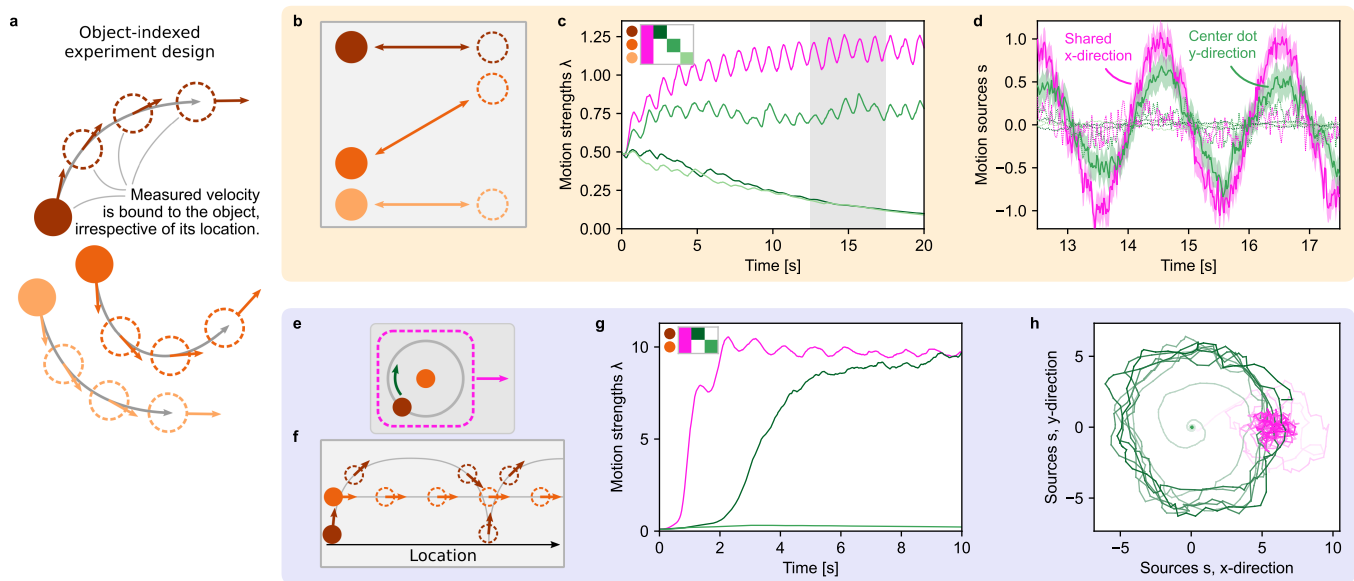 a
Object-indexed
experiment design
Measured velocity
is bound to the object,
irrespective of its location.
b
c
Motion strengths λ
1.25
1.00
0.75
0.50
0.25
0.00
0
5
10
15
20
Time [s]
d
Motion sources s
1.0
0.5
0.0
−0.5
−1.0
Shared
x-direction
Center dot
y-direction
13
14
15
16
17
Time [s]
e
f
Location
g
Motion strengths λ
10
5
0
0
2
4
6
8
10
Time [s]
h
Sources s, y-direction
5
0
−5
−5
0
5
10
Sources s, x-direction